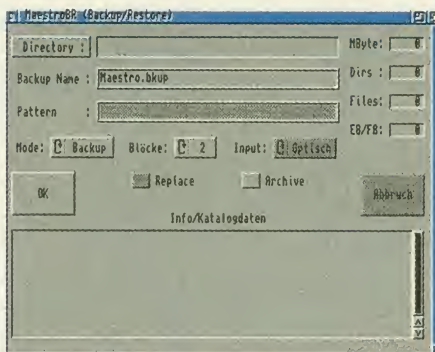 MaestroBR (Backup/Restore)
Directory :
MByte: 0
Backup Name : Maestro.bkup
Dirs : 0
Pattern :
Files: 0
E8/F8: 0
Mode: Backup Blöcke: 2 Input: Optisch
OK Replace Archive Abbruch
Info/Katalogdaten